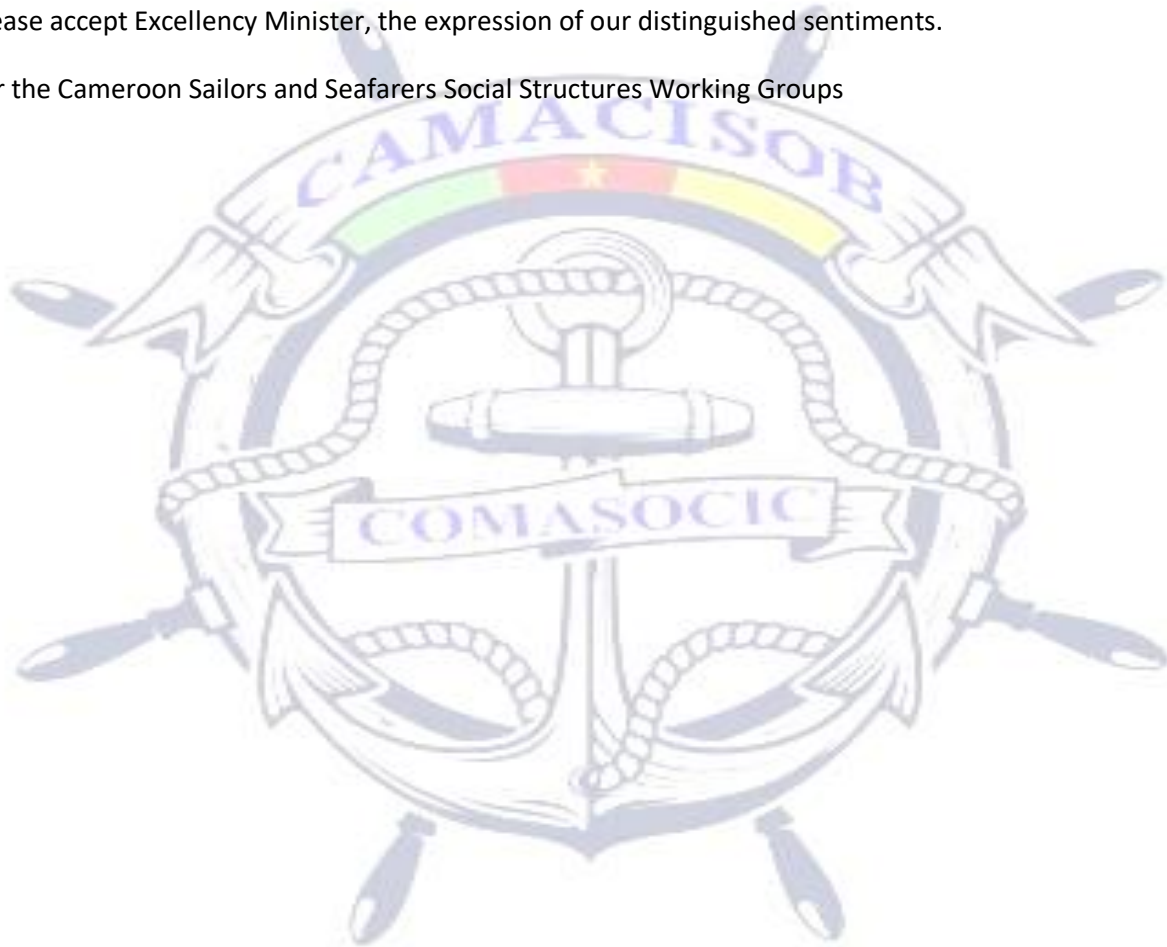 ease accept Excellency Minister, the expression of our distinguished sentiments.
r the Cameroon Sailors and Seafarers Social Structures Working Groups
CAMACISOB
COMASOCIC